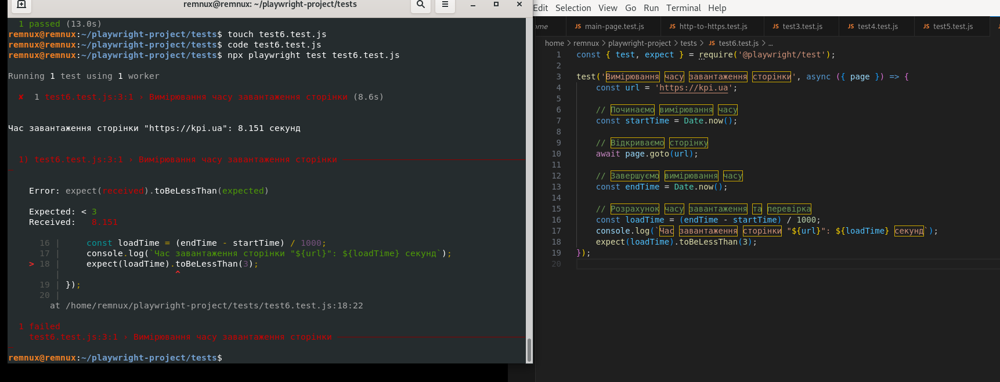 remnux@remnux: ~/playwright-project/tests
1 passed (13.0s)
remnux@remnux:~/playwright-project/tests$ touch test6.test.js
remnux@remnux:~/playwright-project/tests$ code test6.test.js
remnux@remnux:~/playwright-project/tests$ npx playwright test test6.test.js
Running 1 test using 1 worker
✘ 1 test6.test.js:3:1 › Вимірювання часу завантаження сторінки (8.6s)
Час завантаження сторінки "https://kpi.ua": 8.151 секунд
1) test6.test.js:3:1 › Вимірювання часу завантаження сторінки
Error: expect(received).toBeLessThan(expected)
Expected: < 3
Received:   8.151
16 |     const loadTime = (endTime - startTime) / 1000;
17 |     console.log(`Час завантаження сторінки "${url}": ${loadTime} секунд`);
> 18 |     expect(loadTime).toBeLessThan(3);
|                      ^
19 | });
20 |
at /home/remnux/playwright-project/tests/test6.test.js:18:22
1 failed
test6.test.js:3:1 › Вимірювання часу завантаження сторінки
remnux@remnux:~/playwright-project/tests$
Edit Selection View Go Run Terminal Help
JS main-page.test.js JS http-to-https.test.js JS test3.test.js JS test4.test.js JS test5.test.js
home > remnux > playwright-project > tests > JS test6.test.js > ...
1 const { test, expect } = require('@playwright/test');
2
3 test('Вимірювання часу завантаження сторінки', async ({ page }) => {
4     const url = 'https://kpi.ua';
5
6     // Починаємо вимірювання часу
7     const startTime = Date.now();
8
9     // Відкриваємо сторінку
10     await page.goto(url);
11
12     // Завершуємо вимірювання часу
13     const endTime = Date.now();
14
15     // Розрахунок часу завантаження та перевірка
16     const loadTime = (endTime - startTime) / 1000;
17     console.log(`Час завантаження сторінки "${url}": ${loadTime} секунд`);
18     expect(loadTime).toBeLessThan(3);
19 });
20